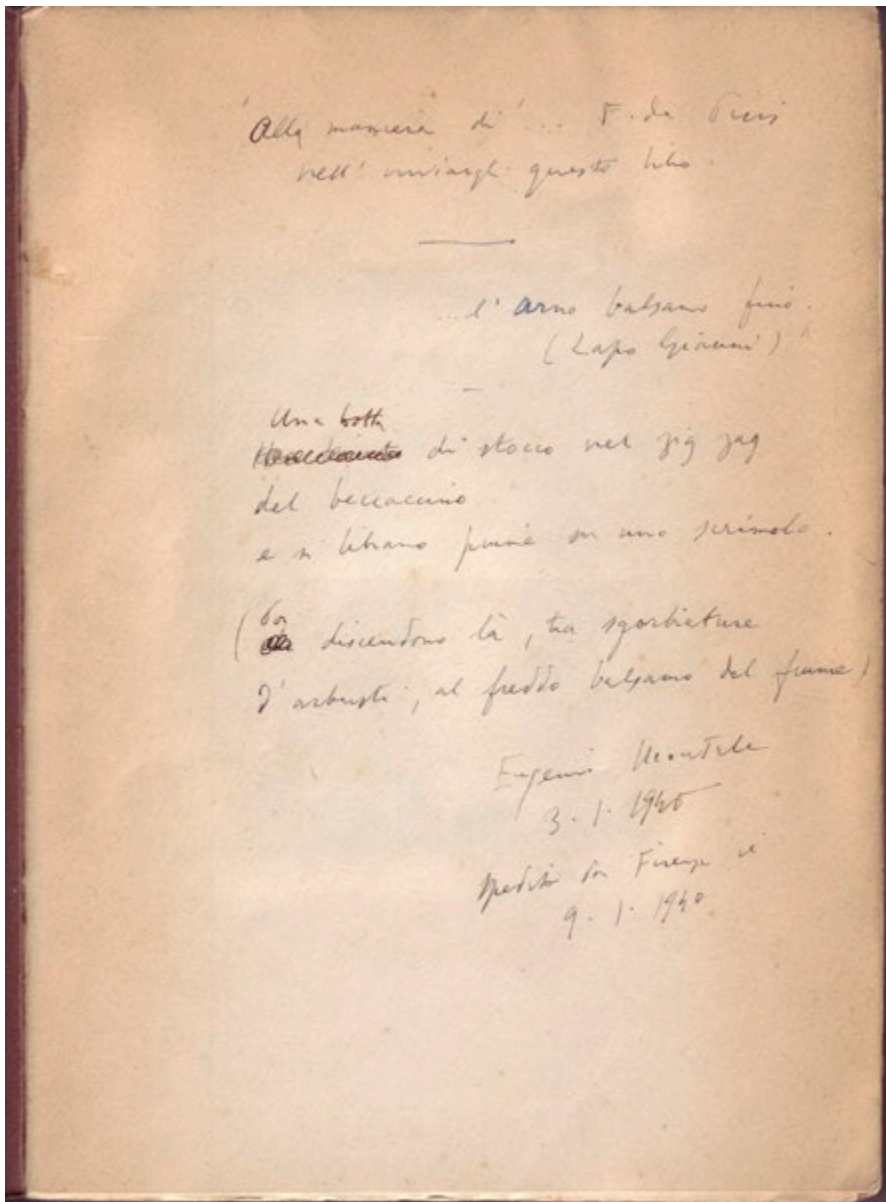 'Alla maniera di' ... F. de Pisis
nell' inviargli questo libro.
...l'arno balsamo fino.
(Lapo Gianni)
Una botta
di stocco nel zig zag
del beccaccino
e si librano piume su uno scrimolo.
(Poi
discendono là, tra sgorbiature
d'arbusti, al freddo balsamo del fiume)
Eugenio Montale
3. 1. 1940
spedito da Firenze il
9. 1. 1940